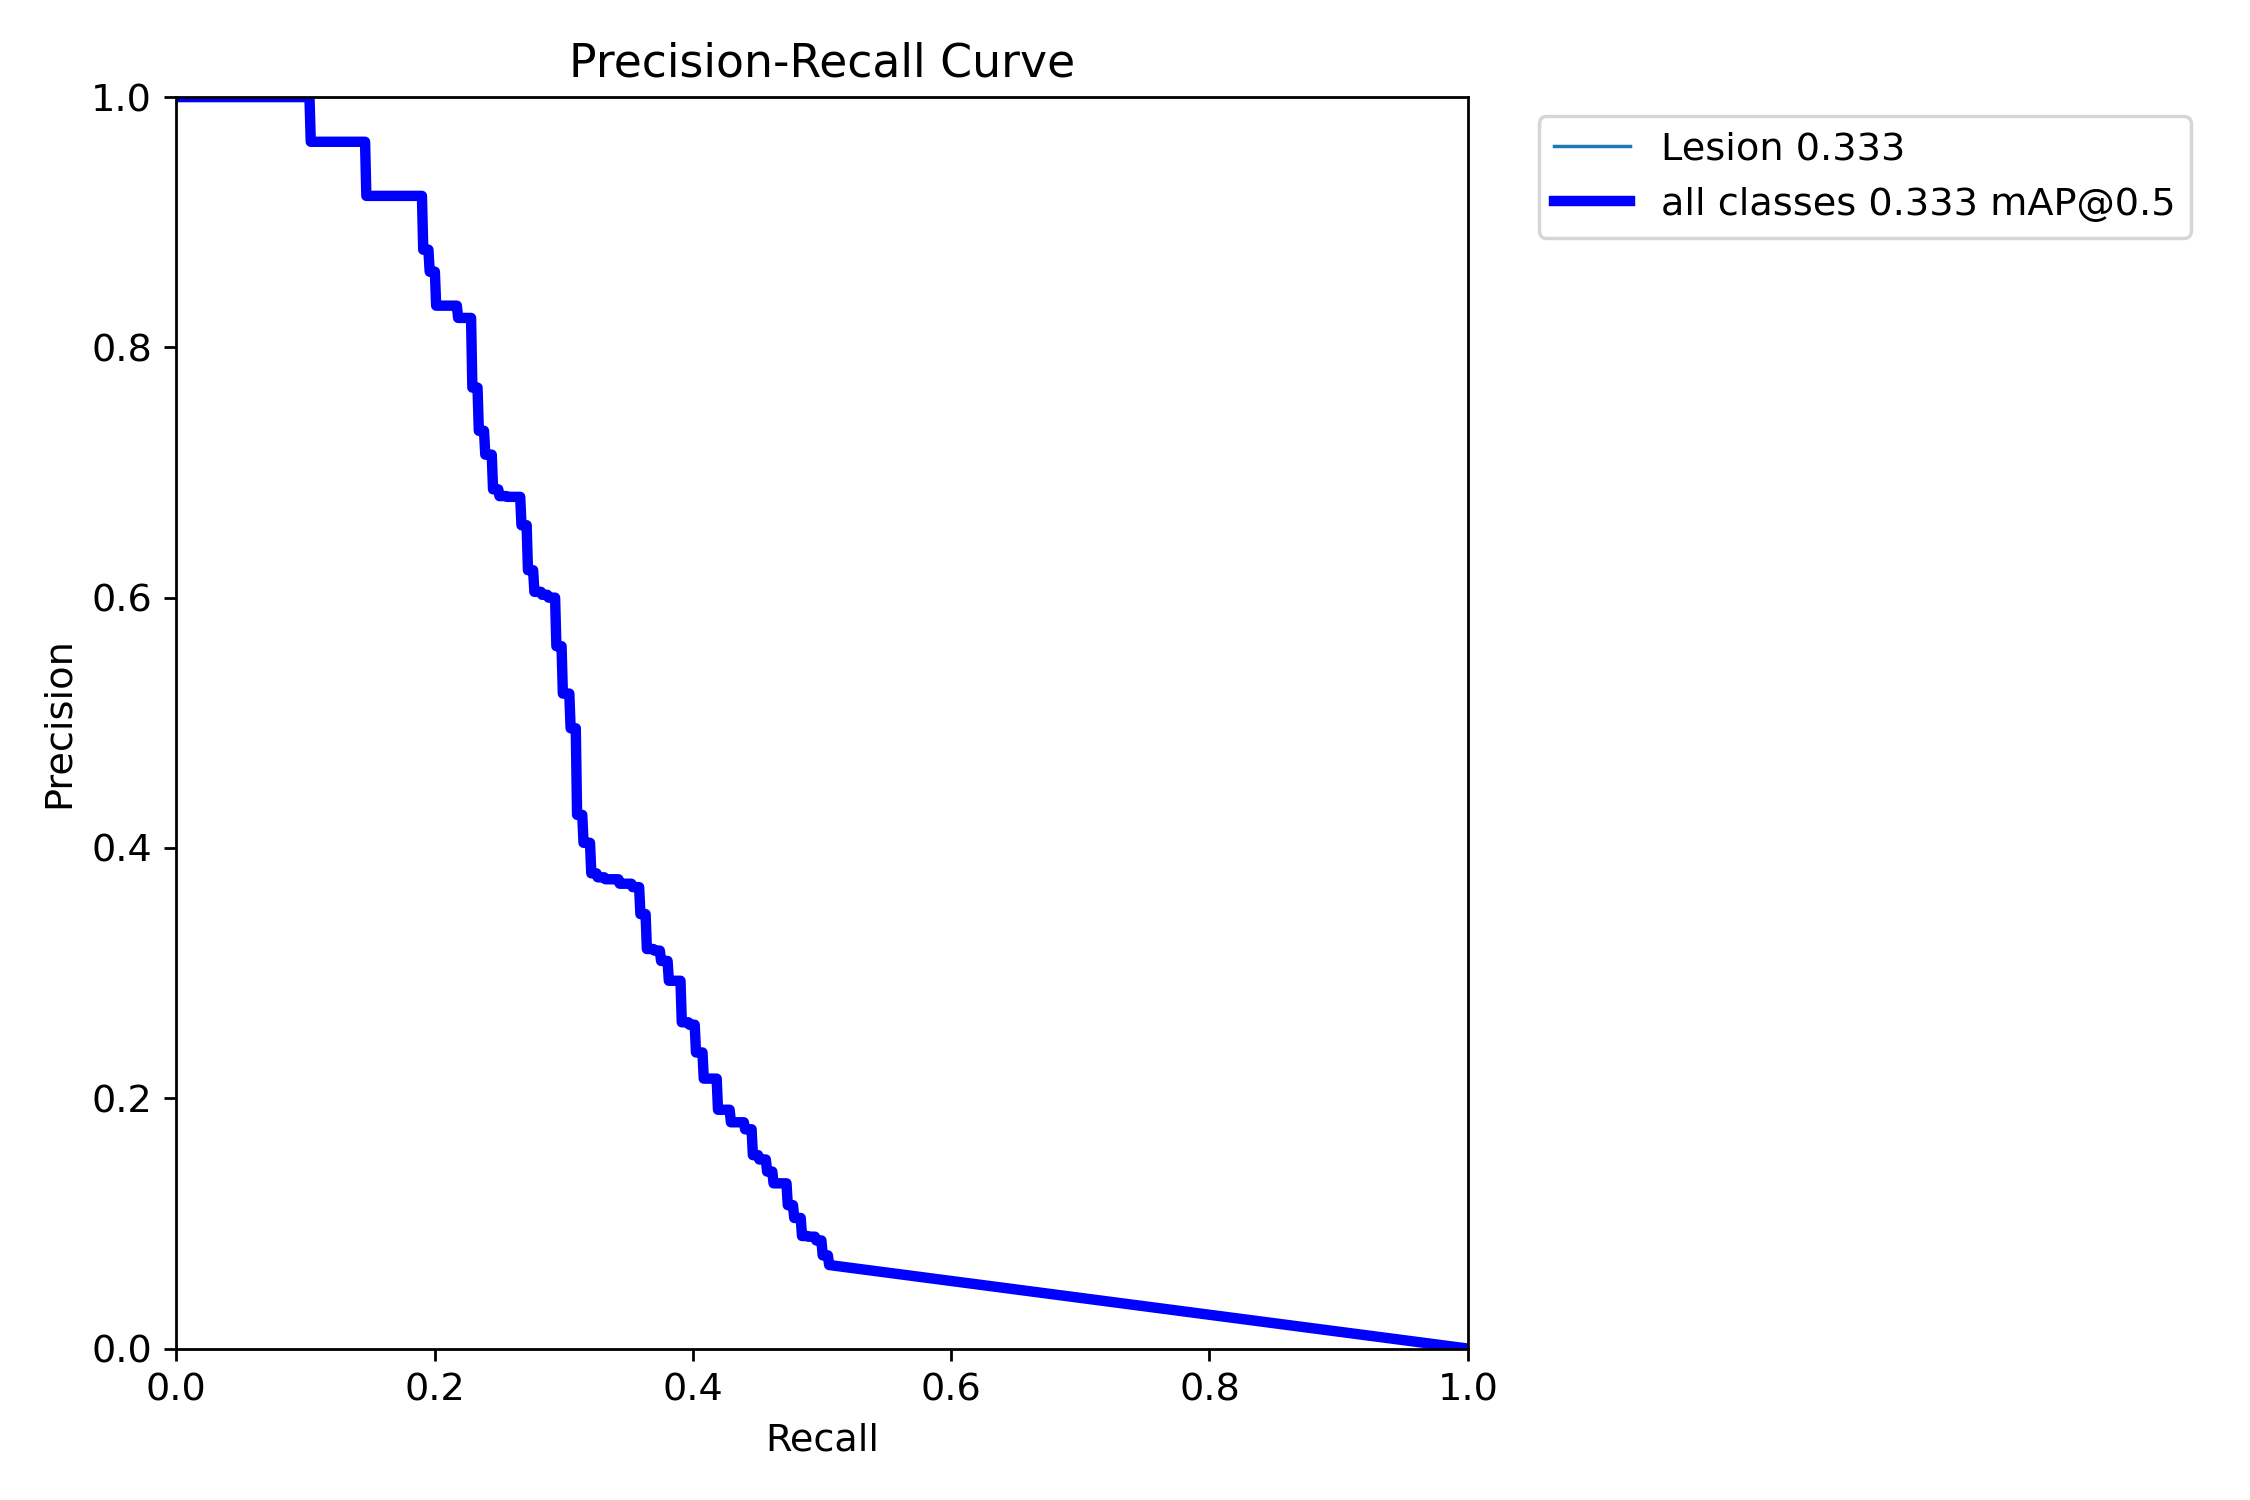 Precision-Recall Curve
1.0
0.8
0.6
0.4
0.2
0.0
Precision
0.0 0.2 0.4 0.6 0.8 1.0
Recall
Lesion 0.333
all classes 0.333 mAP@0.5